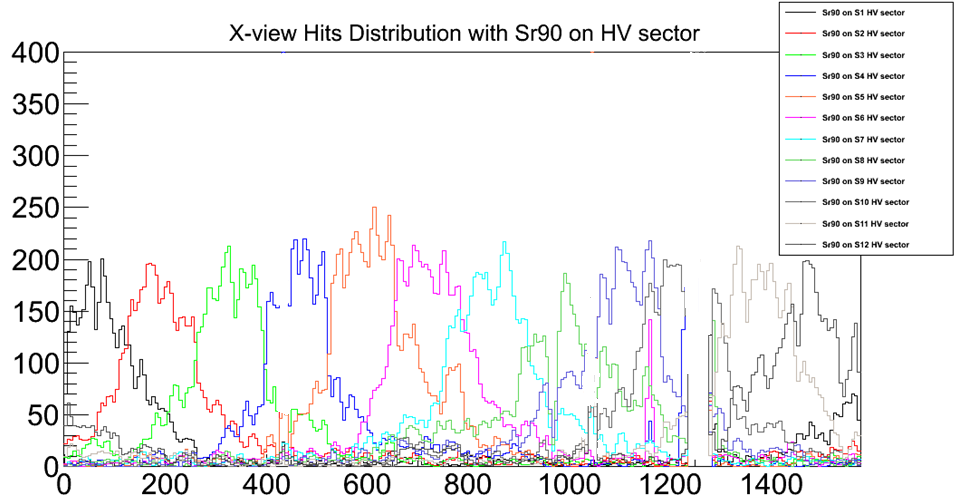 X-view Hits Distribution with Sr90 on HV sector
Sr90 on S1 HV sector
Sr90 on S2 HV sector
Sr90 on S3 HV sector
Sr90 on S4 HV sector
Sr90 on S5 HV sector
Sr90 on S6 HV sector
Sr90 on S7 HV sector
Sr90 on S8 HV sector
Sr90 on S9 HV sector
Sr90 on S10 HV sector
Sr90 on S11 HV sector
Sr90 on S12 HV sector
400
350
300
250
200
150
100
50
0
0 200 400 600 800 1000 1200 1400